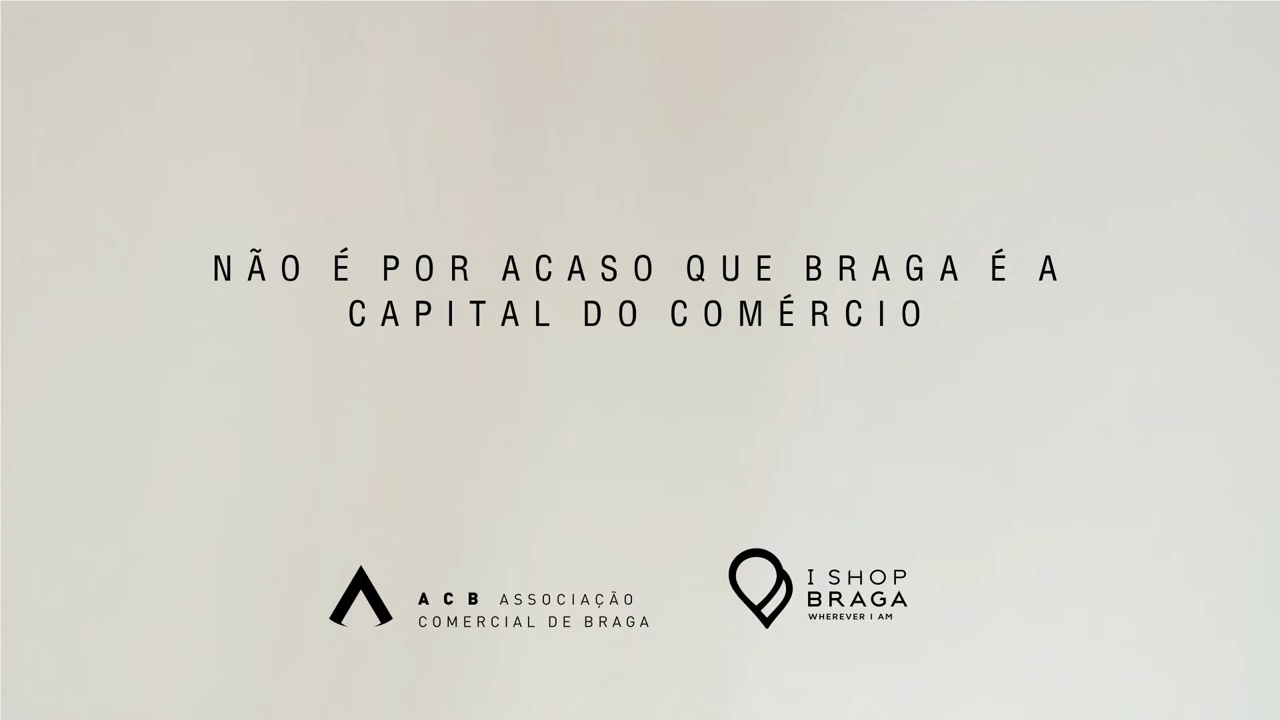 NÃO É POR ACASO QUE BRAGA É A
CAPITAL DO COMÉRCIO
ACB ASSOCIAÇÃO
COMERCIAL DE BRAGA
I SHOP
BRAGA
WHEREVER I AM